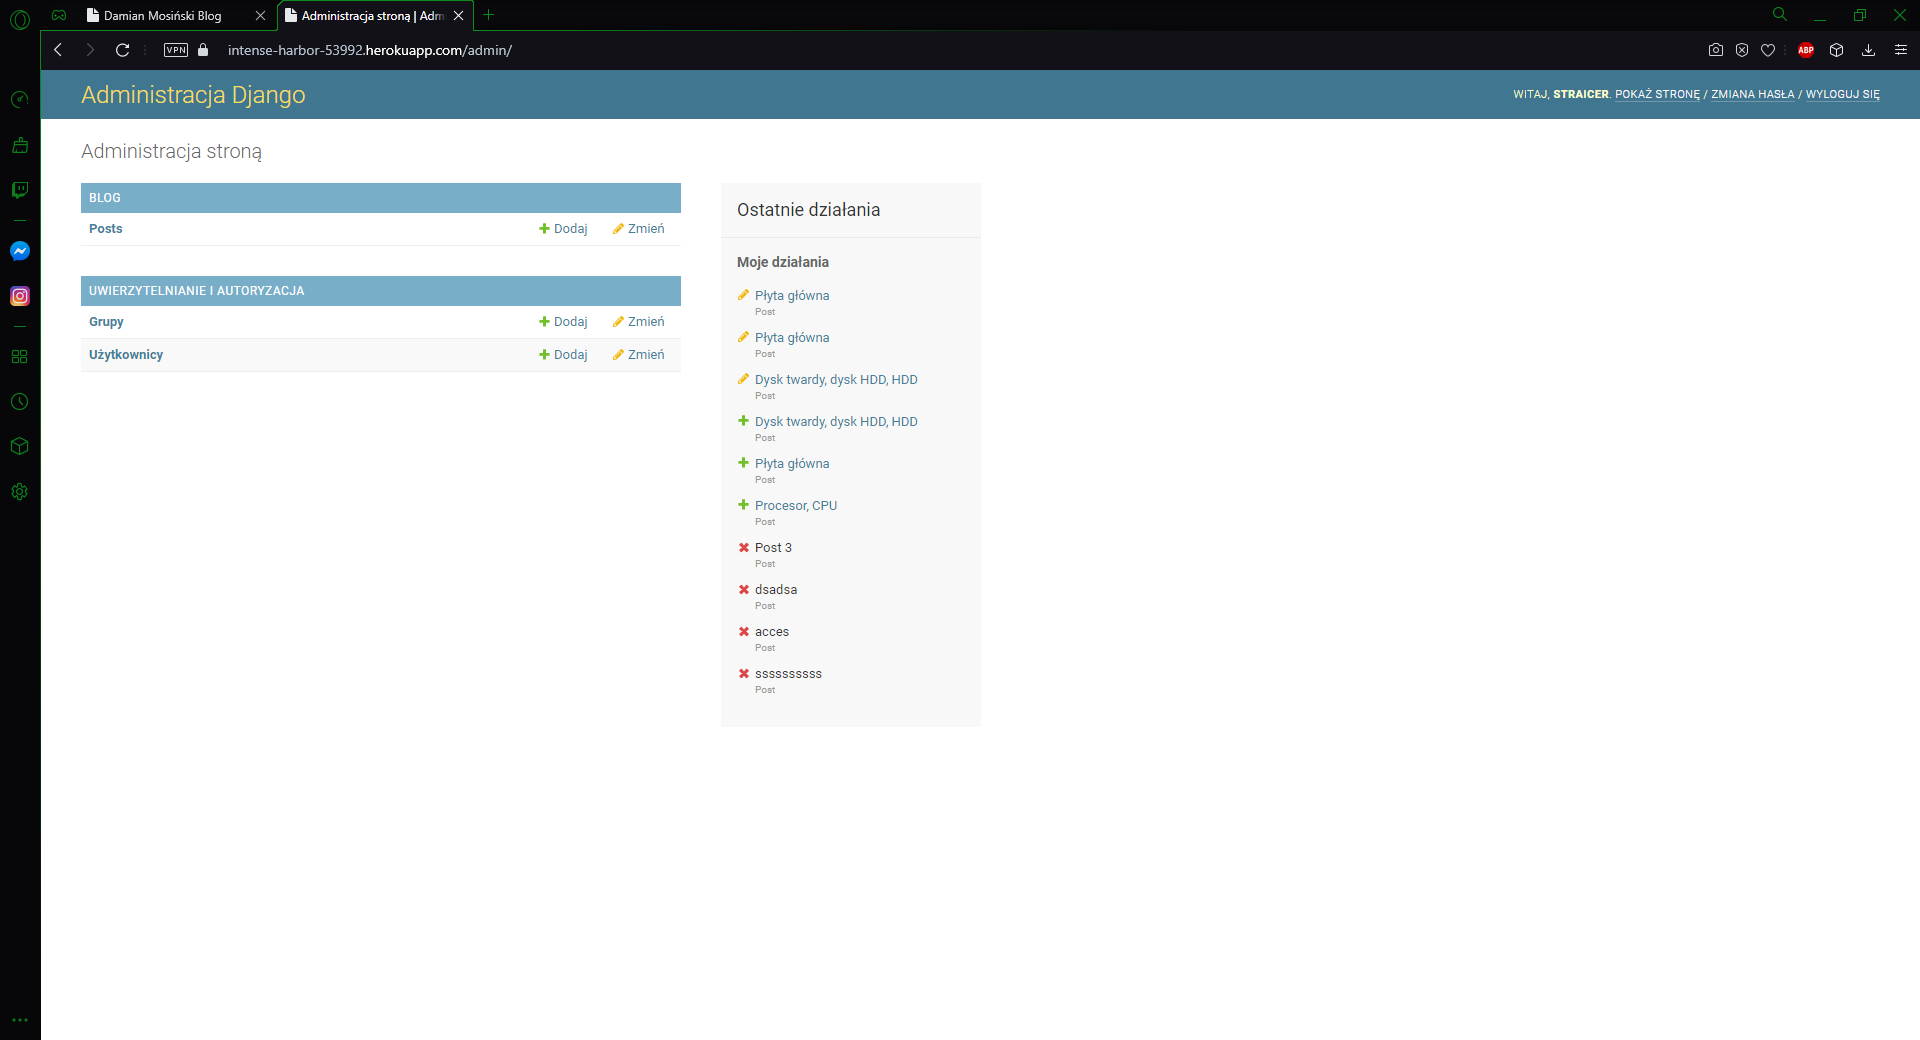 Damian Mosiński Blog
Administracja stroną | Adm
VPN
intense-harbor-53992.herokuapp.com/admin/
ABP
Administracja Django
WITAJ, STRAICER. POKAŻ STRONĘ / ZMIANA HASŁA / WYLOGUJ SIĘ
Administracja stroną
BLOG
Posts Dodaj Zmień
UWIERZYTELNIANIE I AUTORYZACJA
Grupy Dodaj Zmień
Użytkownicy Dodaj Zmień
Ostatnie działania
Moje działania
Płyta główna
Post
Płyta główna
Post
Dysk twardy, dysk HDD, HDD
Post
Dysk twardy, dysk HDD, HDD
Post
Płyta główna
Post
Procesor, CPU
Post
Post 3
Post
dsadsa
Post
acces
Post
ssssssssss
Post